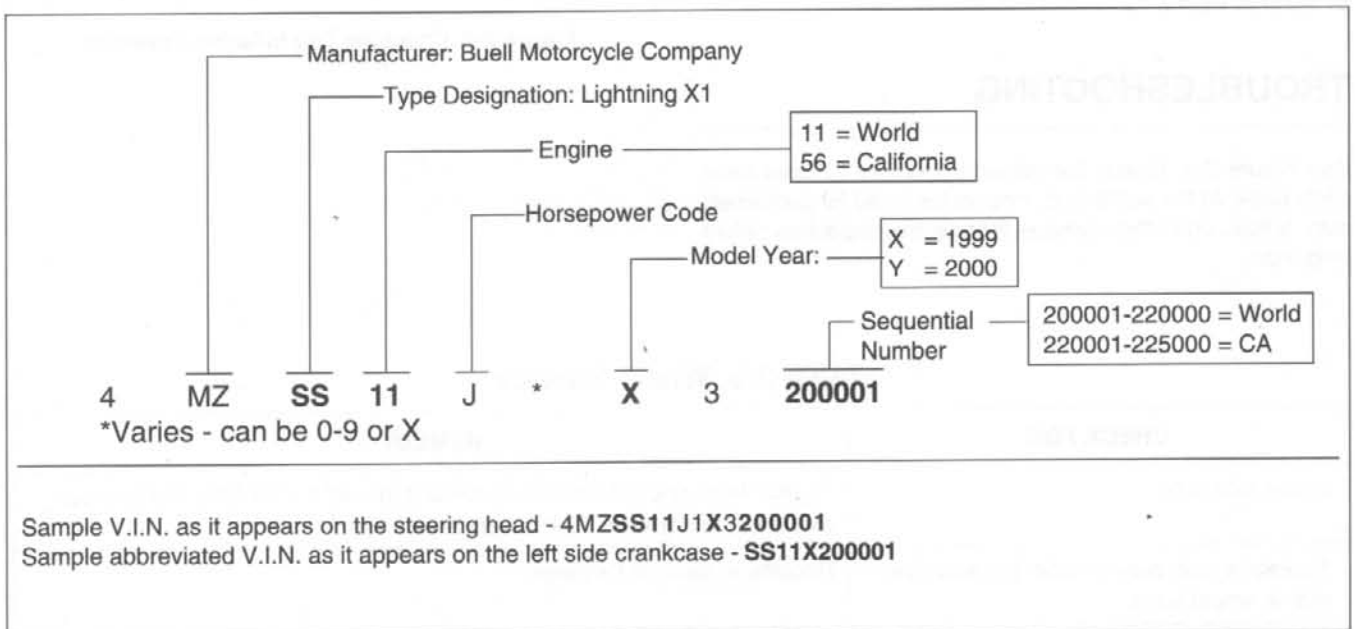 Manufacturer: Buell Motorcycle Company
Type Designation: Lightning X1
Engine
11 = World
56 = California
Horsepower Code
Model Year:
X = 1999
Y = 2000
Sequential
Number
200001-220000 = World
220001-225000 = CA
4 MZ SS 11 J * X 3 200001
*Varies - can be 0-9 or X
Sample V.I.N. as it appears on the steering head - 4MZSS11J1X3200001
Sample abbreviated V.I.N. as it appears on the left side crankcase - SS11X200001
TROUBLESHOOTING